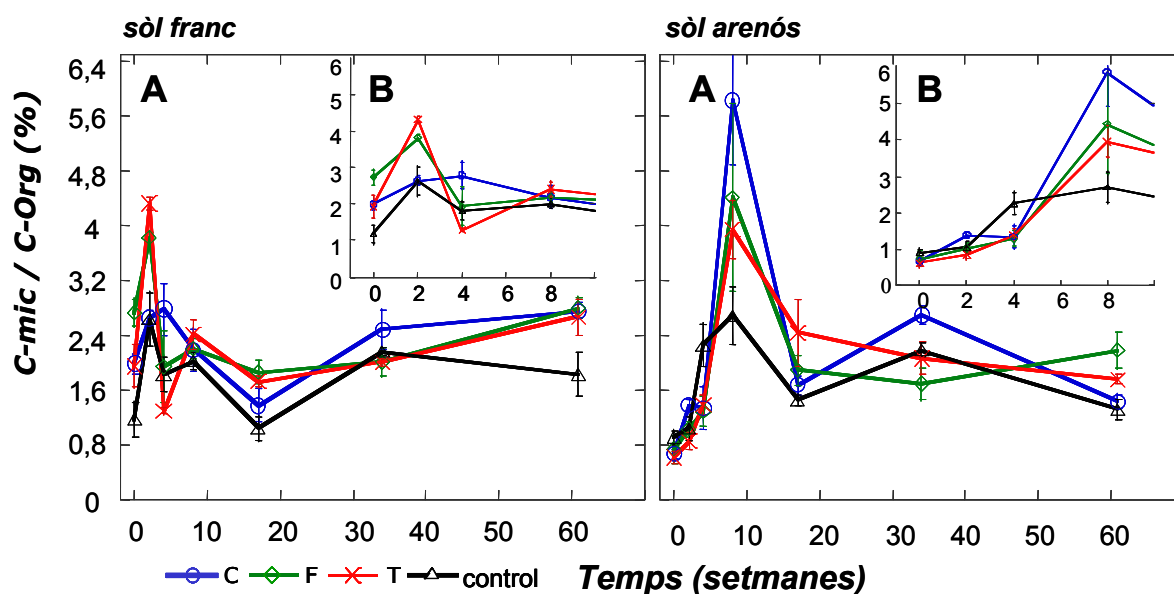 sòl franc
sòl arenós
C-mic / C-Org (%)
6,4
5,6
4,8
4
3,2
2,4
1,6
0,8
0
A
B
6
5
4
3
2
1
0
0 2 4 6 8
A
B
6
5
4
3
2
1
0
0 2 4 6 8
0 10 20 30 40 50 60
0 10 20 30 40 50 60
C F T control
Temps (setmanes)